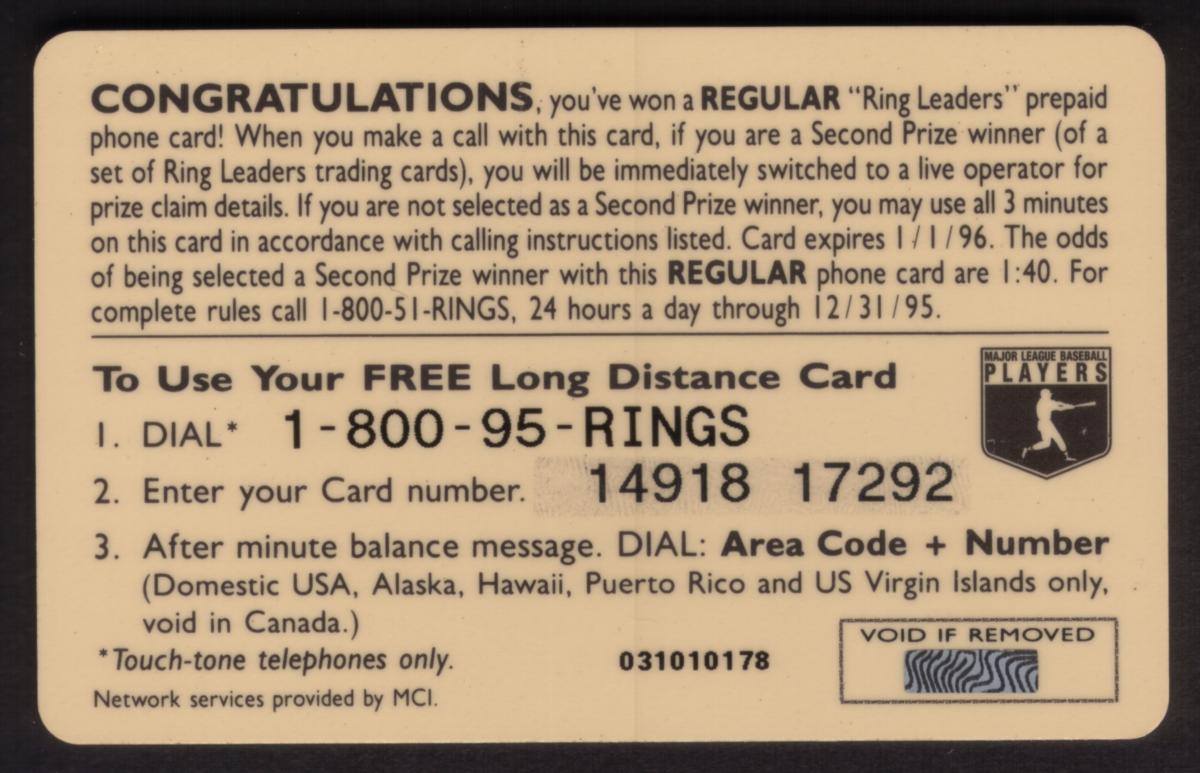 CONGRATULATIONS, you've won a REGULAR "Ring Leaders" prepaid
phone card! When you make a call with this card, if you are a Second Prize winner (of a
set of Ring Leaders trading cards), you will be immediately switched to a live operator for
prize claim details. If you are not selected as a Second Prize winner, you may use all 3 minutes
on this card in accordance with calling instructions listed. Card expires 1/1/96. The odds
of being selected a Second Prize winner with this REGULAR phone card are 1:40. For
complete rules call 1-800-51-RINGS, 24 hours a day through 12/31/95.
To Use Your FREE Long Distance Card
MAJOR LEAGUE BASEBALL
PLAYERS
1. DIAL* 1-800-95-RINGS
2. Enter your Card number. 14918 17292
3. After minute balance message. DIAL: Area Code + Number
(Domestic USA, Alaska, Hawaii, Puerto Rico and US Virgin Islands only,
void in Canada.)
*Touch-tone telephones only.
031010178
VOID IF REMOVED
Network services provided by MCI.